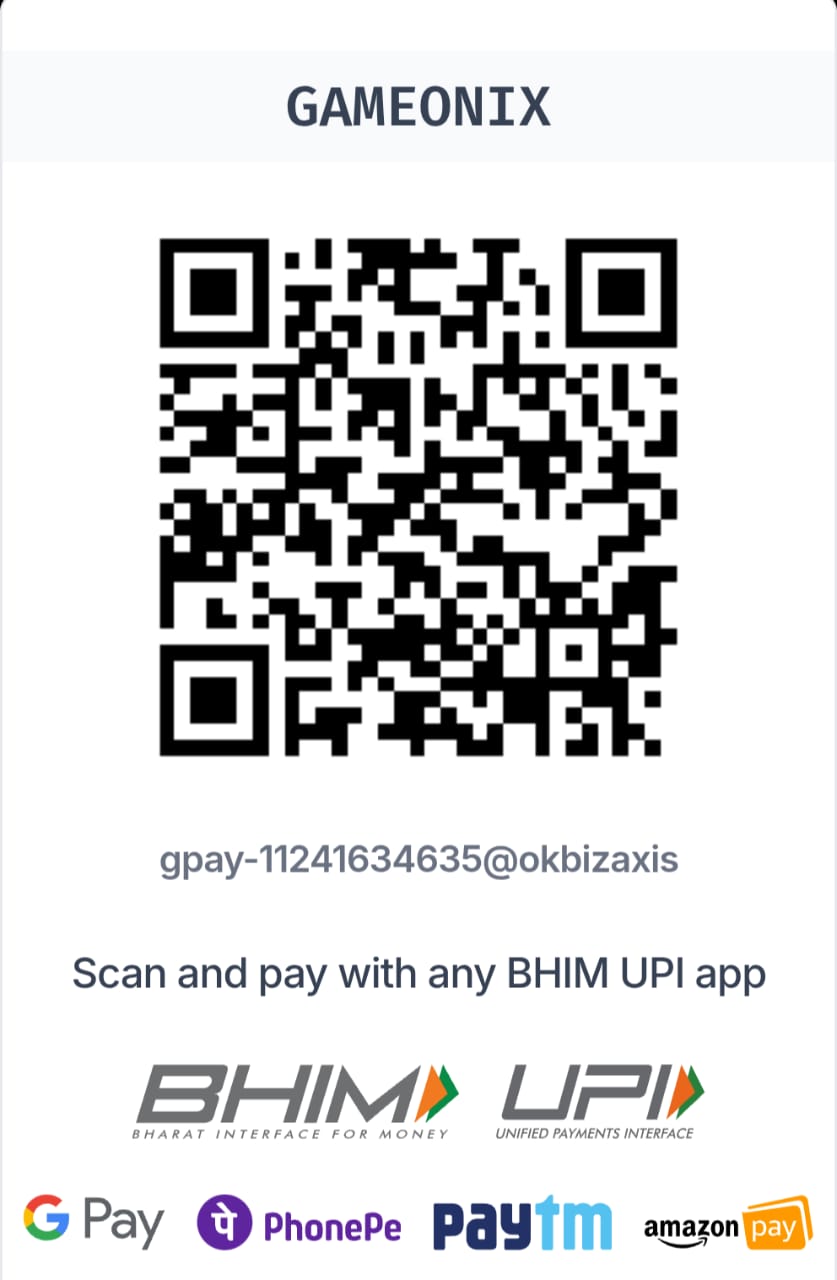 GAMEONIX
gpay-11241634635@okbizaxis
Scan and pay with any BHIM UPI app
BHIM UPI
BHARAT INTERFACE FOR MONEY UNIFIED PAYMENTS INTERFACE
G Pay पे PhonePe paytm amazon pay